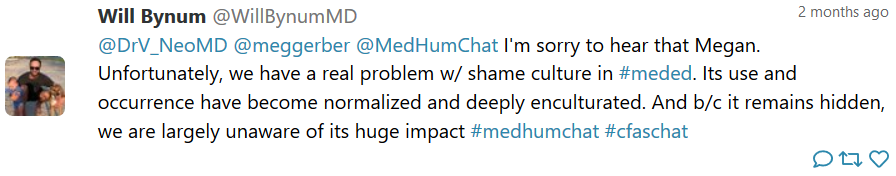 Will Bynum @WillBynumMD 2 months ago
@DrV_NeoMD @meggerber @MedHumChat I'm sorry to hear that Megan.
Unfortunately, we have a real problem w/ shame culture in #meded. Its use and
occurrence have become normalized and deeply enculturated. And b/c it remains hidden,
we are largely unaware of its huge impact #medhumchat #cfaschat